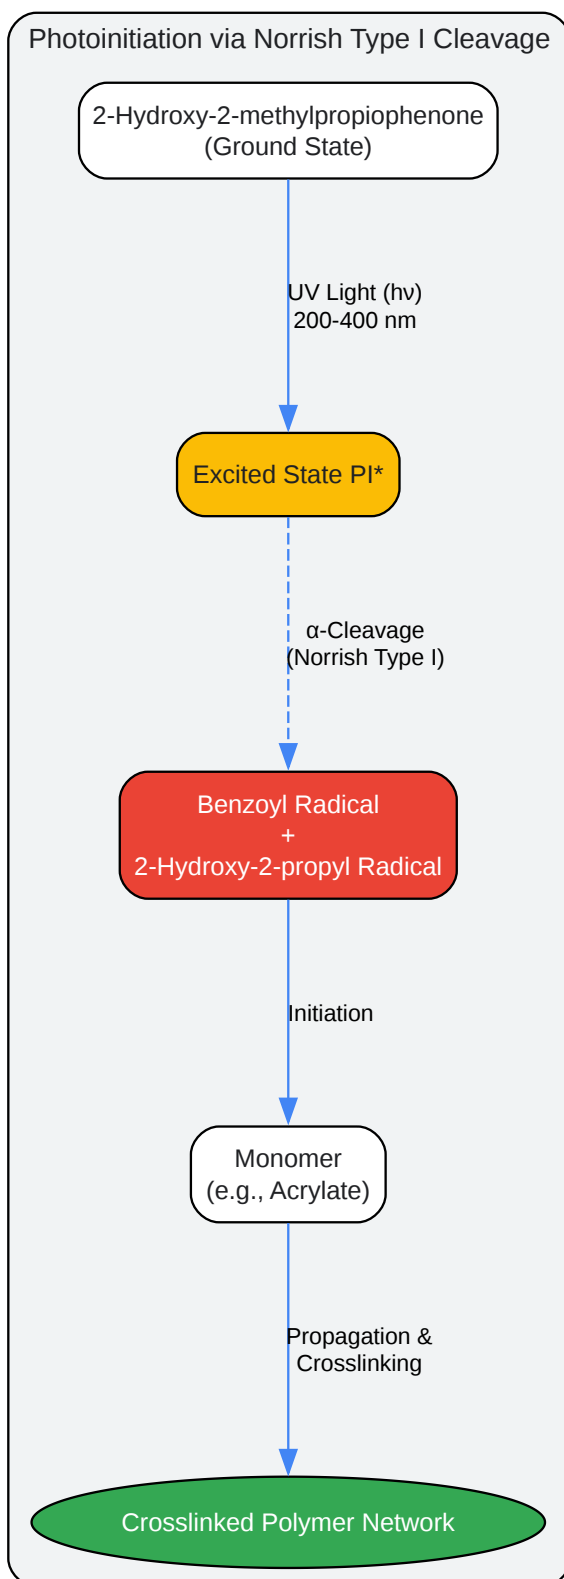 Photoinitiation via Norrish Type I Cleavage
2-Hydroxy-2-methylpropiophenone
(Ground State)
UV Light (hν)
200-400 nm
Excited State PI*
α-Cleavage
(Norrish Type I)
Benzoyl Radical
+
2-Hydroxy-2-propyl Radical
Initiation
Monomer
(e.g., Acrylate)
Propagation &
Crosslinking
Crosslinked Polymer Network